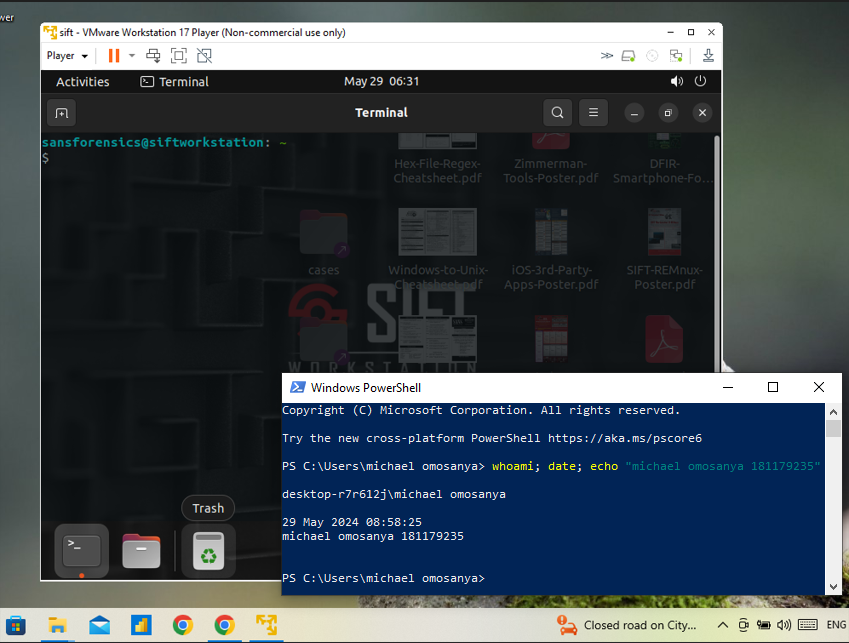 wer
sift - VMware Workstation 17 Player (Non-commercial use only)
Player
Activities
Terminal
May 29 06:31
Terminal
sansforensics@siftworkstation: ~
$
Hex-File-Regex-
Cheatsheet.pdf
Zimmerman-
Tools-Poster.pdf
DFIR-
Smartphone-Fo...
cases
Windows-to-Unix-
Cheatsheet.pdf
iOS-3rd-Party-
Apps-Poster.pdf
SIFT-REMnux-
Poster.pdf
SIFT
WORKSTATION
Windows PowerShell
Copyright (C) Microsoft Corporation. All rights reserved.
Try the new cross-platform PowerShell https://aka.ms/pscore6
PS C:\Users\michael omosanya> whoami; date; echo "michael omosanya 181179235"
desktop-r7r612j\michael omosanya
29 May 2024 08:58:25
michael omosanya 181179235
PS C:\Users\michael omosanya>
Trash
Closed road on City...
ENG